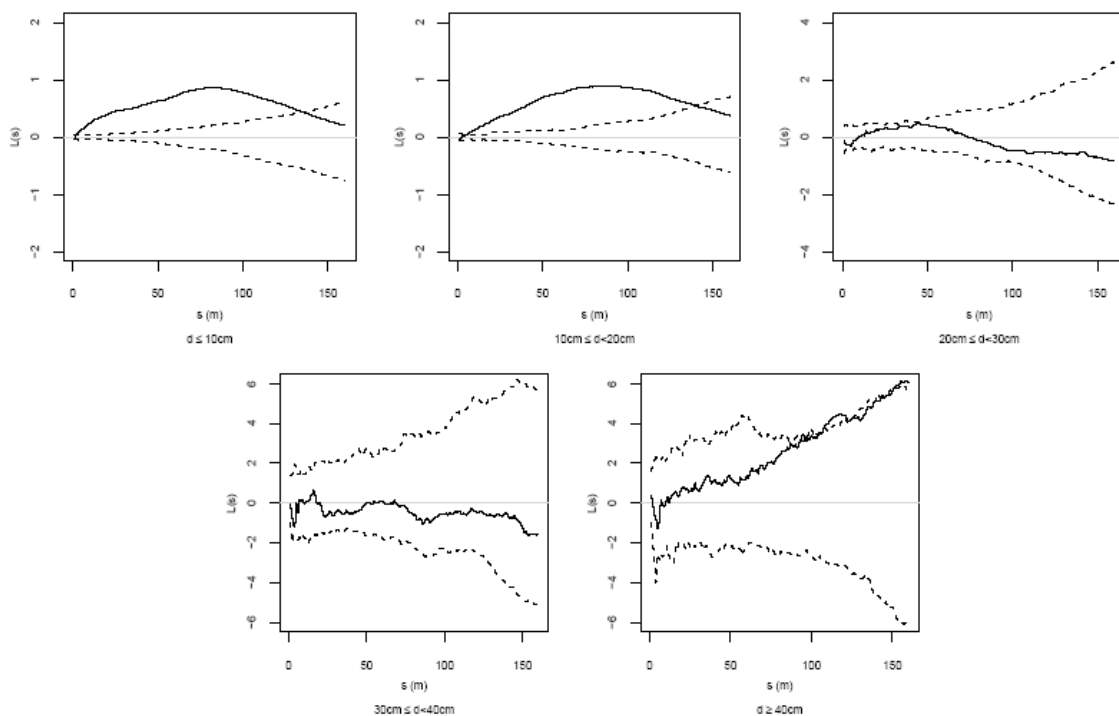 2
1
0
-1
-2
L(s)
0 50 100 150
s (m)
d ≤ 10cm
2
1
0
-1
-2
L(s)
0 50 100 150
s (m)
10cm ≤ d<20cm
4
2
0
-2
-4
L(s)
0 50 100 150
s (m)
20cm ≤ d<30cm
6
4
2
0
-2
-4
-6
L(s)
0 50 100 150
s (m)
30cm ≤ d<40cm
6
4
2
0
-2
-4
-6
L(s)
0 50 100 150
s (m)
d ≥ 40cm